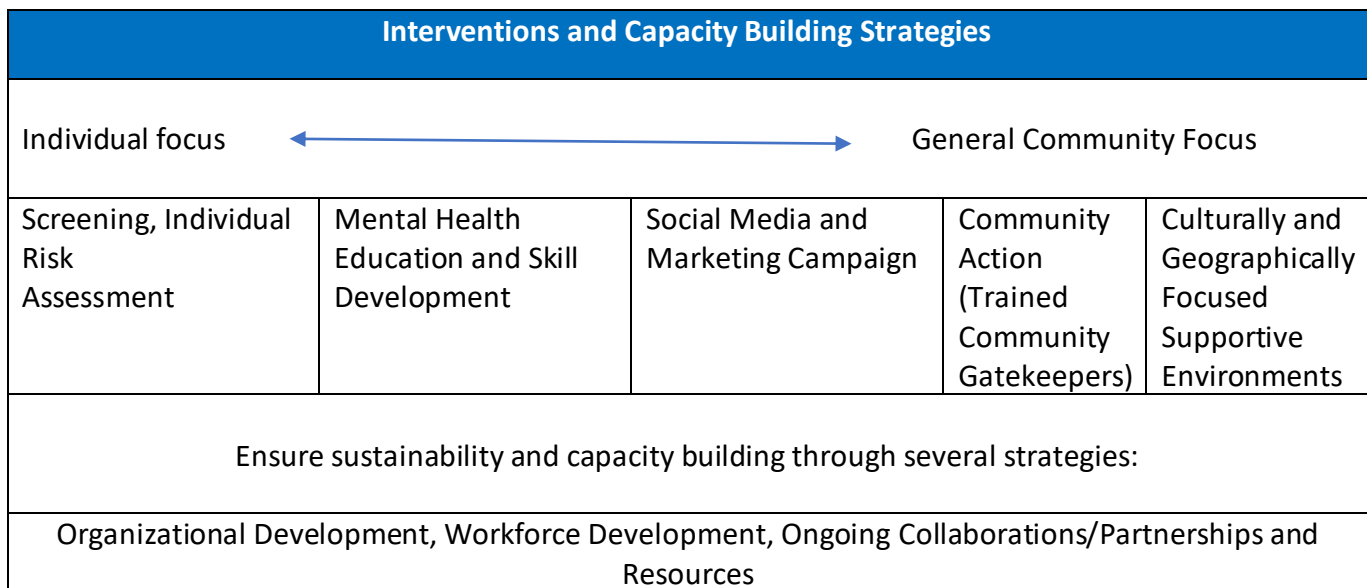 Interventions and Capacity Building Strategies
Individual focus
General Community Focus
Screening, Individual
Risk
Assessment
Mental Health
Education and Skill
Development
Social Media and
Marketing Campaign
Community
Action
(Trained
Community
Gatekeepers)
Culturally and
Geographically
Focused
Supportive
Environments
Ensure sustainability and capacity building through several strategies:
Organizational Development, Workforce Development, Ongoing Collaborations/Partnerships and
Resources